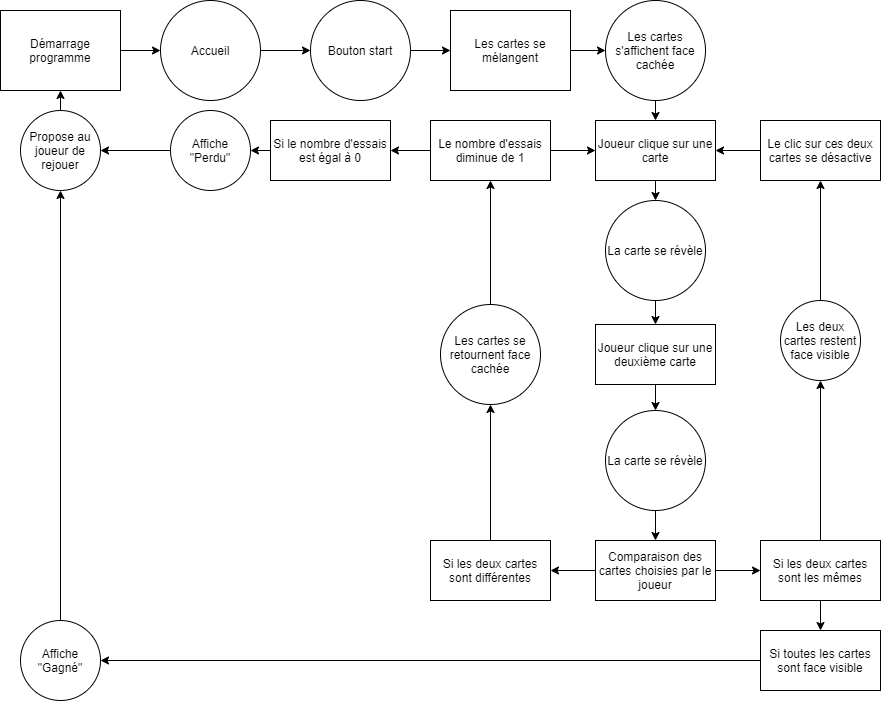 Démarrage
programme
Accueil
Bouton start
Les cartes se
mélangent
Les cartes
s'affichent face
cachée
Propose au
joueur de
rejouer
Affiche
"Perdu"
Si le nombre d'essais
est égal à 0
Le nombre d'essais
diminue de 1
Joueur clique sur une
carte
Le clic sur ces deux
cartes se désactive
La carte se révèle
Les cartes se
retournent face
cachée
Joueur clique sur une
deuxième carte
Les deux
cartes restent
face visible
La carte se révèle
Si les deux cartes
sont différentes
Comparaison des
cartes choisies par le
joueur
Si les deux cartes
sont les mêmes
Affiche
"Gagné"
Si toutes les cartes
sont face visible